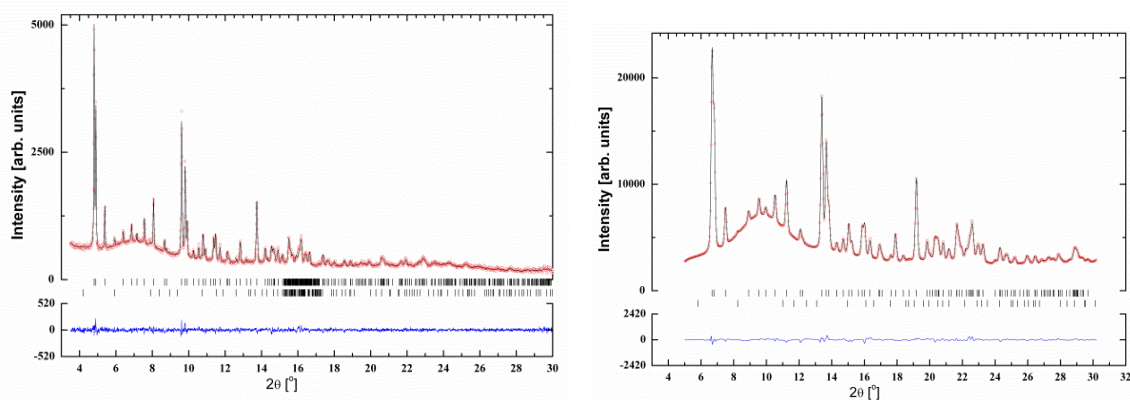 5000
2500
0
520
0
-520
4 6 8 10 12 14 16 18 20 22 24 26 28 30
2θ [°]
Intensity [arb. units]
20000
10000
0
2420
0
-2420
4 6 8 10 12 14 16 18 20 22 24 26 28 30 32
2θ [°]
Intensity [arb. units]